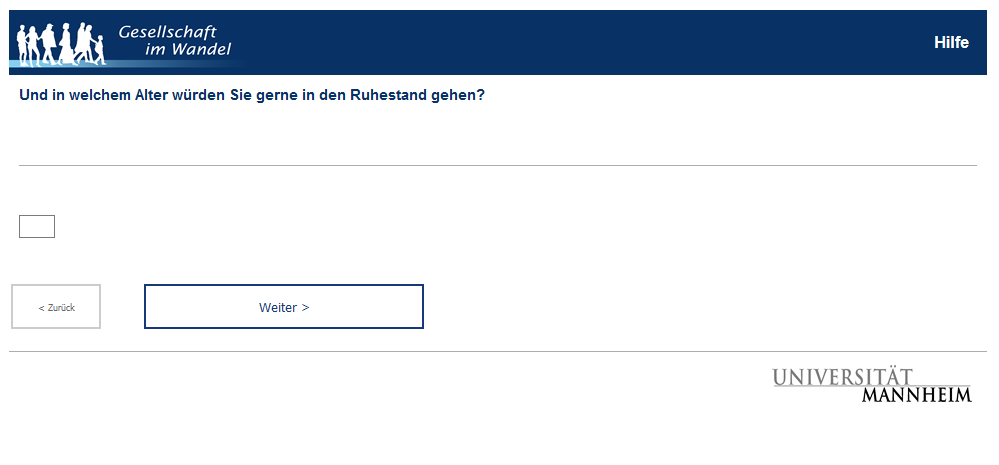 Gesellschaft
im Wandel
Hilfe
Und in welchem Alter würden Sie gerne in den Ruhestand gehen?
< Zurück
Weiter >
UNIVERSITÄT
MANNHEIM